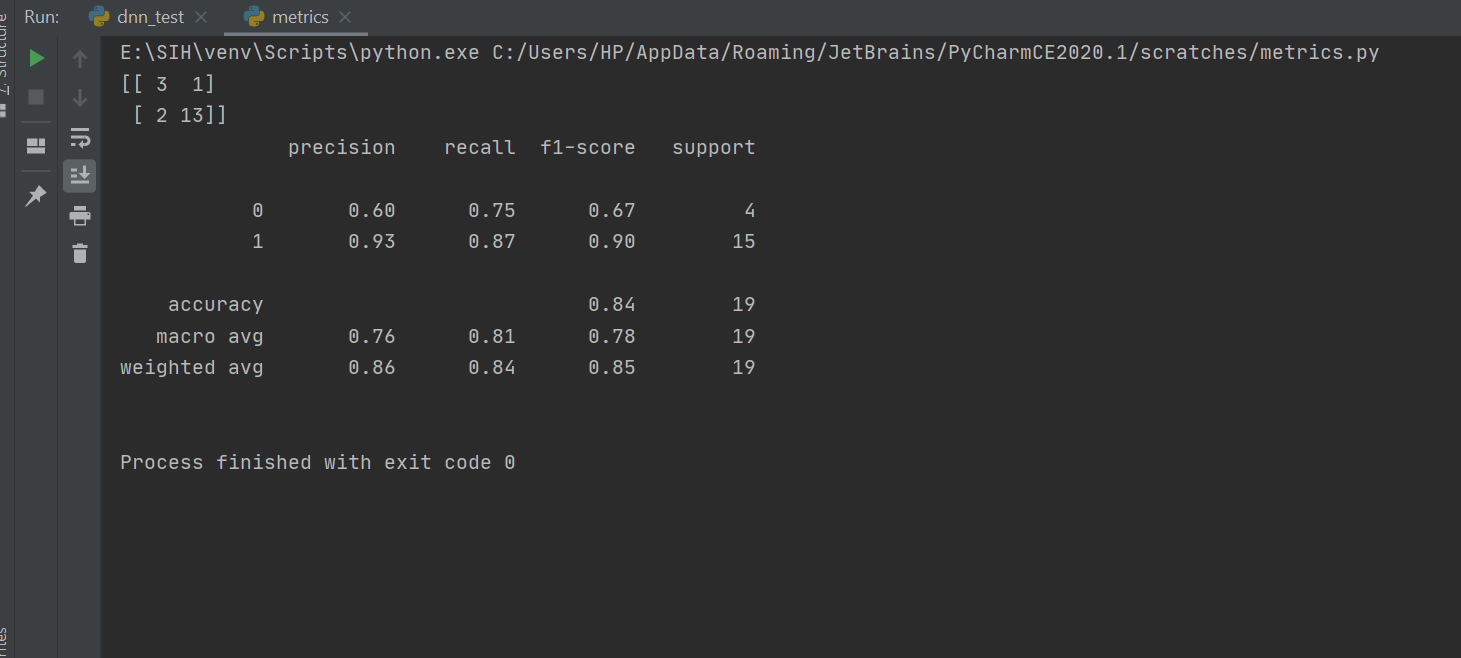 Run: dnn_test metrics
Z: Structure
E:\SIH\venv\Scripts\python.exe C:/Users/HP/AppData/Roaming/JetBrains/PyCharmCE2020.1/scratches/metrics.py
[[ 3  1]
 [ 2 13]]
              precision    recall  f1-score   support

           0       0.60      0.75      0.67         4
           1       0.93      0.87      0.90        15

    accuracy                           0.84        19
   macro avg       0.76      0.81      0.78        19
weighted avg       0.86      0.84      0.85        19

Process finished with exit code 0